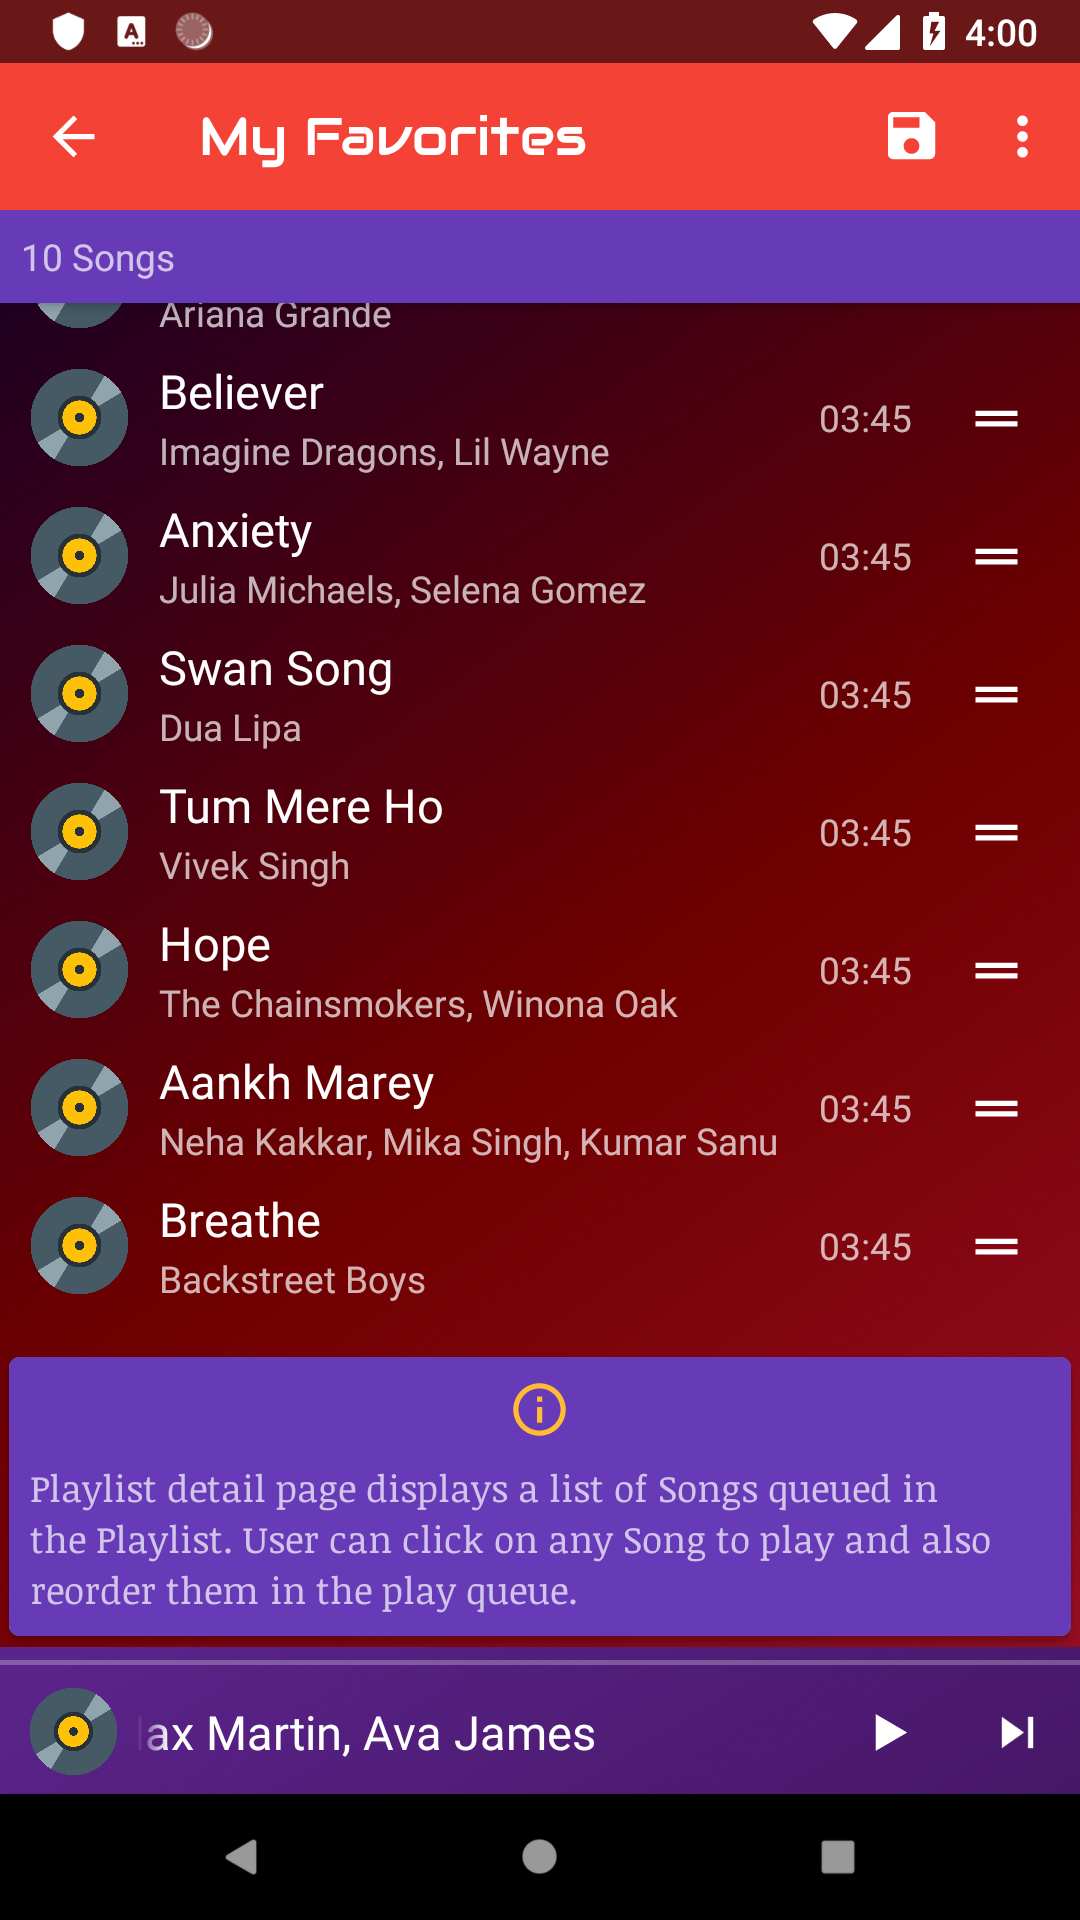 4:00
My Favorites
10 Songs
Ariana Grande
Believer
03:45
Imagine Dragons, Lil Wayne
Anxiety
03:45
Julia Michaels, Selena Gomez
Swan Song
03:45
Dua Lipa
Tum Mere Ho
03:45
Vivek Singh
Hope
03:45
The Chainsmokers, Winona Oak
Aankh Marey
03:45
Neha Kakkar, Mika Singh, Kumar Sanu
Breathe
03:45
Backstreet Boys
Playlist detail page displays a list of Songs queued in
the Playlist. User can click on any Song to play and also
reorder them in the play queue.
ax Martin, Ava James